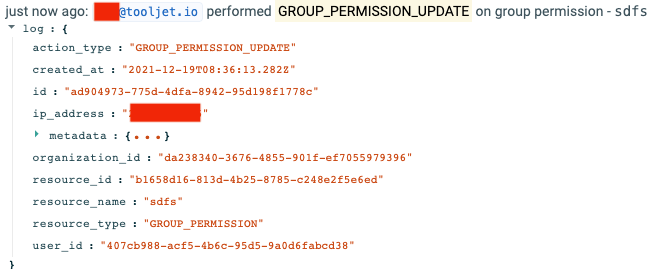 just now ago: @tooljet.io performed GROUP_PERMISSION_UPDATE on group permission - sdfs
log : {
action_type : "GROUP_PERMISSION_UPDATE"
created_at : "2021-12-19T08:36:13.282Z"
id : "ad904973-775d-4dfa-8942-95d198f1778c"
ip_address : " "
metadata : {...}
organization_id : "da238340-3676-4855-901f-ef7055979396"
resource_id : "b1658d16-813d-4b25-8785-c248e2f5e6ed"
resource_name : "sdfs"
resource_type : "GROUP_PERMISSION"
user_id : "407cb988-acf5-4b6c-95d5-9a0d6fabcd38"
}